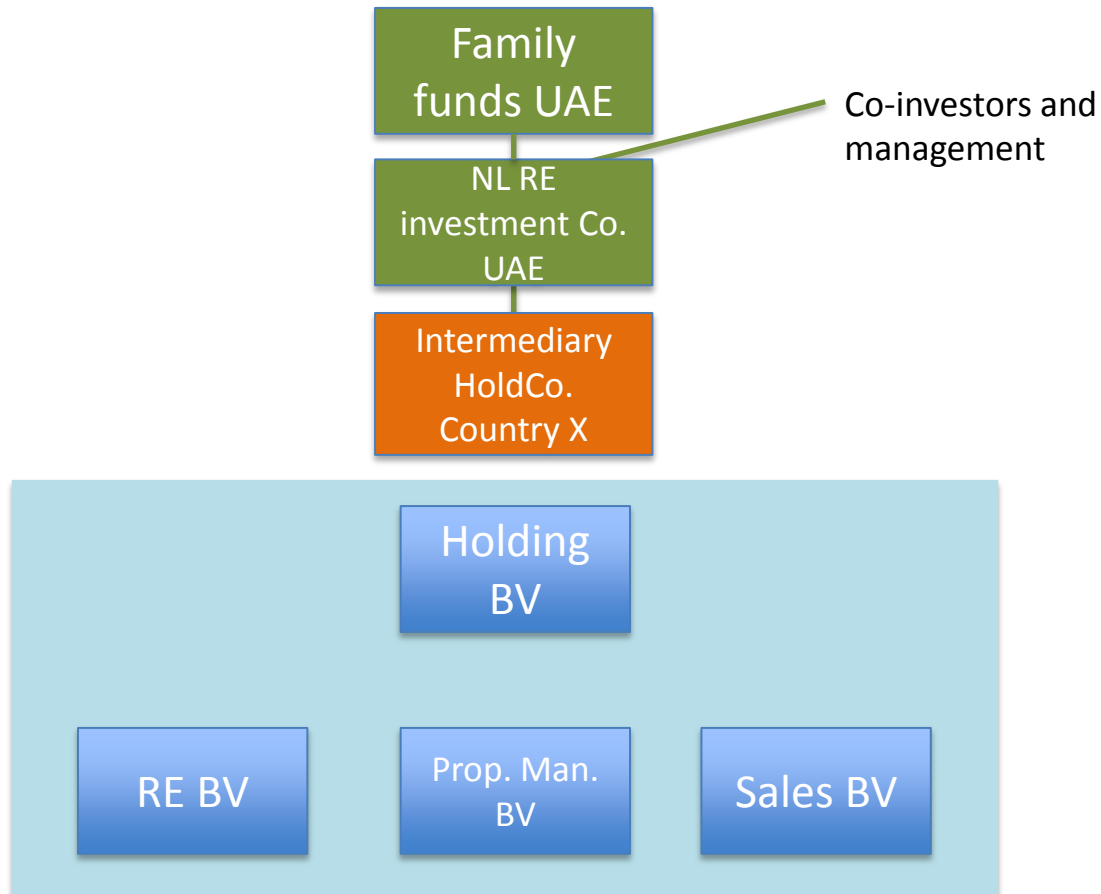 Family
funds UAE
Co-investors and
management
NL RE
investment Co.
UAE
Intermediary
HoldCo.
Country X
Holding
BV
RE BV
Prop. Man.
BV
Sales BV